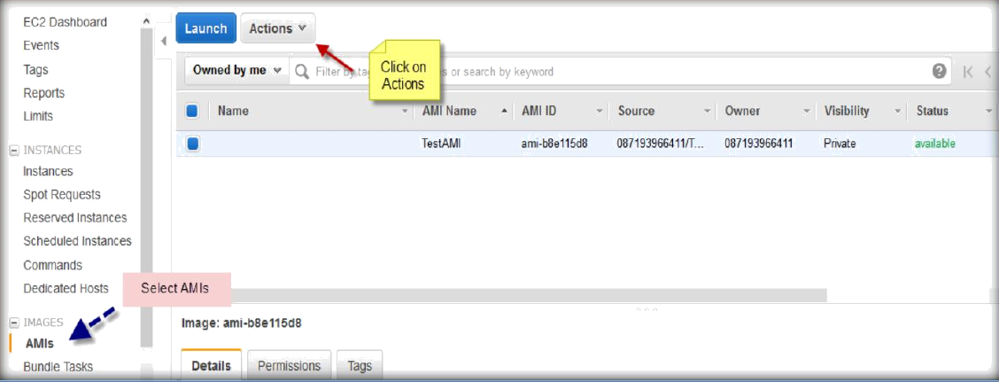 EC2 Dashboard
Events
Tags
Reports
Limits
INSTANCES
Instances
Spot Requests
Reserved Instances
Scheduled Instances
Commands
Dedicated Hosts
IMAGES
AMIs
Bundle Tasks
Select AMIs
Launch Actions
Click on
Actions
Owned by me Filter by tag s or search by keyword
Name AMI Name AMI ID Source Owner Visibility Status
TestAMI ami-b8e115d8 087193966411/T... 087193966411 Private available
Image: ami-b8e115d8
Details Permissions Tags